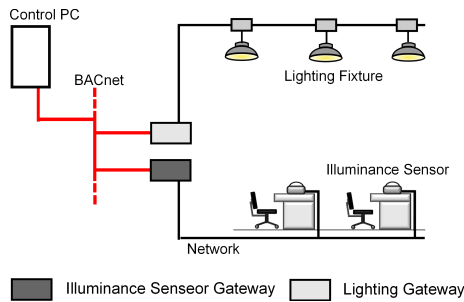 Control PC
BACnet
Lighting Fixture
Illuminance Sensor
Network
Illuminance Senseor Gateway
Lighting Gateway